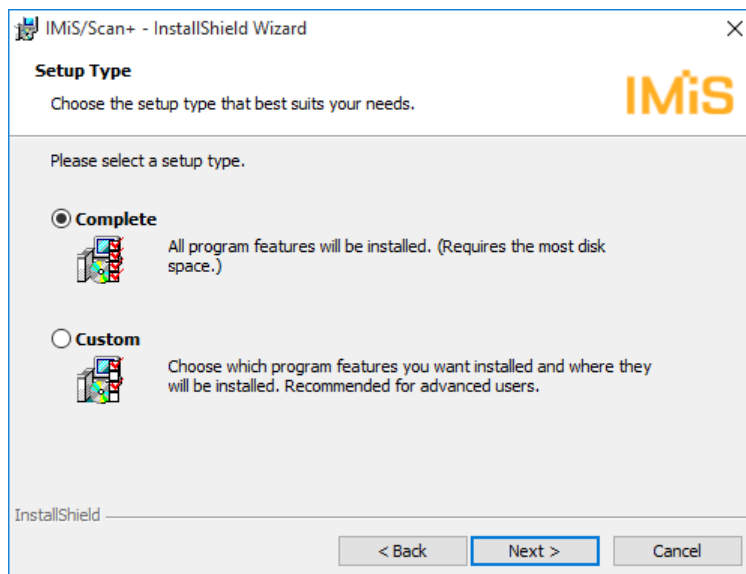 IMiS/Scan+ - InstallShield Wizard
Setup Type
Choose the setup type that best suits your needs.
IMiS
Please select a setup type.
Complete
All program features will be installed. (Requires the most disk
space.)
Custom
Choose which program features you want installed and where they
will be installed. Recommended for advanced users.
InstallShield
< Back
Next >
Cancel